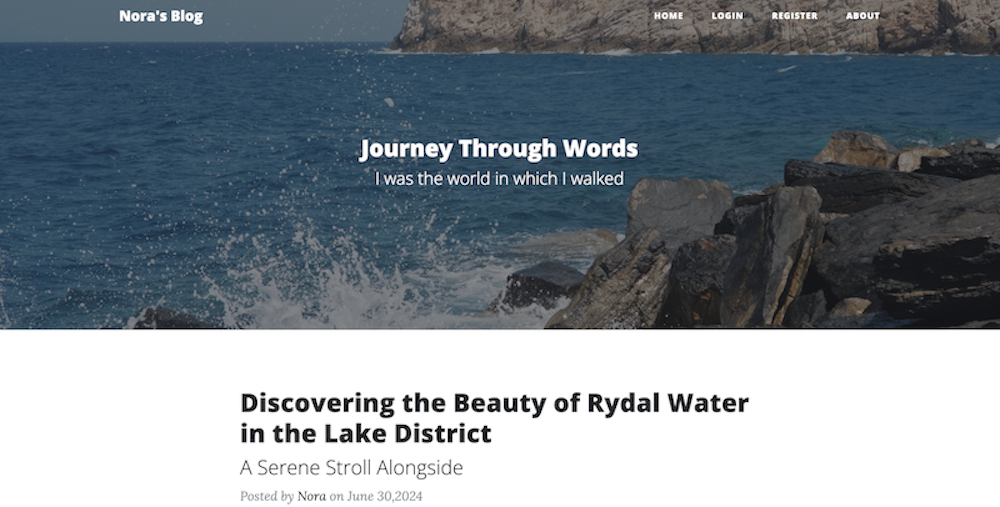 Nora's Blog
HOME LOGIN REGISTER ABOUT
Journey Through Words
I was the world in which I walked
Discovering the Beauty of Rydal Water
in the Lake District
A Serene Stroll Alongside
Posted by Nora on June 30,2024